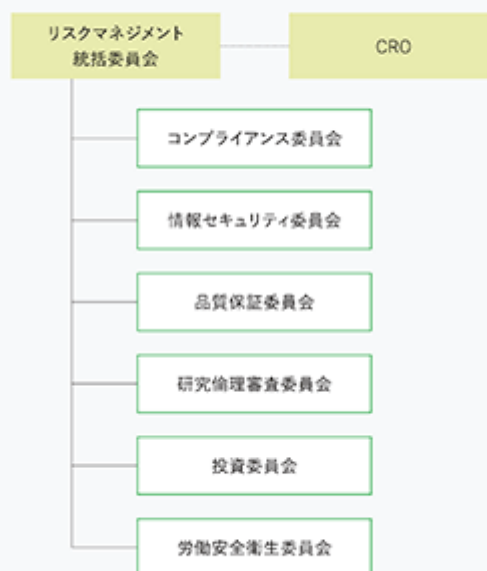 リスクマネジメント
統括委員会
CRO
コンプライアンス委員会
情報セキュリティ委員会
品質保証委員会
研究倫理審査委員会
投資委員会
労働安全衛生委員会